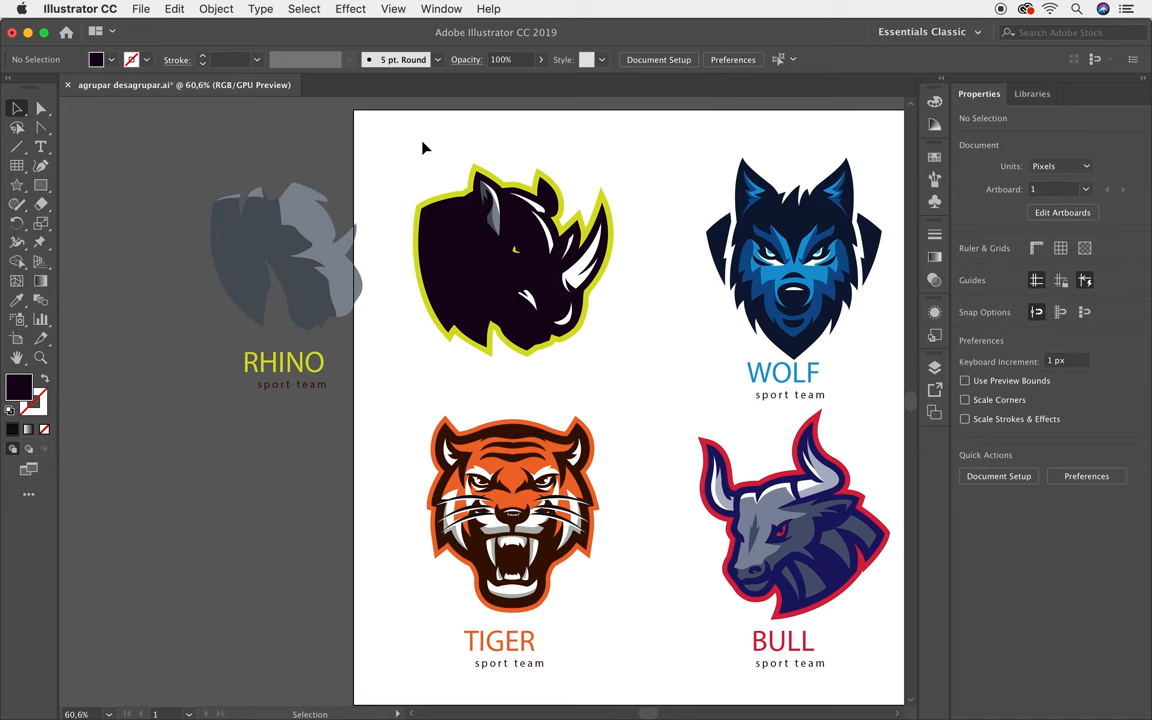 Illustrator CC File Edit Object Type Select Effect View Window Help
Adobe Illustrator CC 2019
Essentials Classic
Search Adobe Stock
No Selection
Stroke:
5 pt. Round
Opacity: 100%
Style:
Document Setup
Preferences
agrupar desagrupar.ai* @ 60,6% (RGB/GPU Preview)
Properties
Libraries
No Selection
Document
Units: Pixels
Artboard: 1
Edit Artboards
Ruler & Grids
Guides
Snap Options
Preferences
Keyboard Increment: 1 px
Use Preview Bounds
Scale Corners
Scale Strokes & Effects
Quick Actions
Document Setup
Preferences
RHINO
sport team
WOLF
sport team
TIGER
sport team
BULL
sport team
60,6%
1
Selection